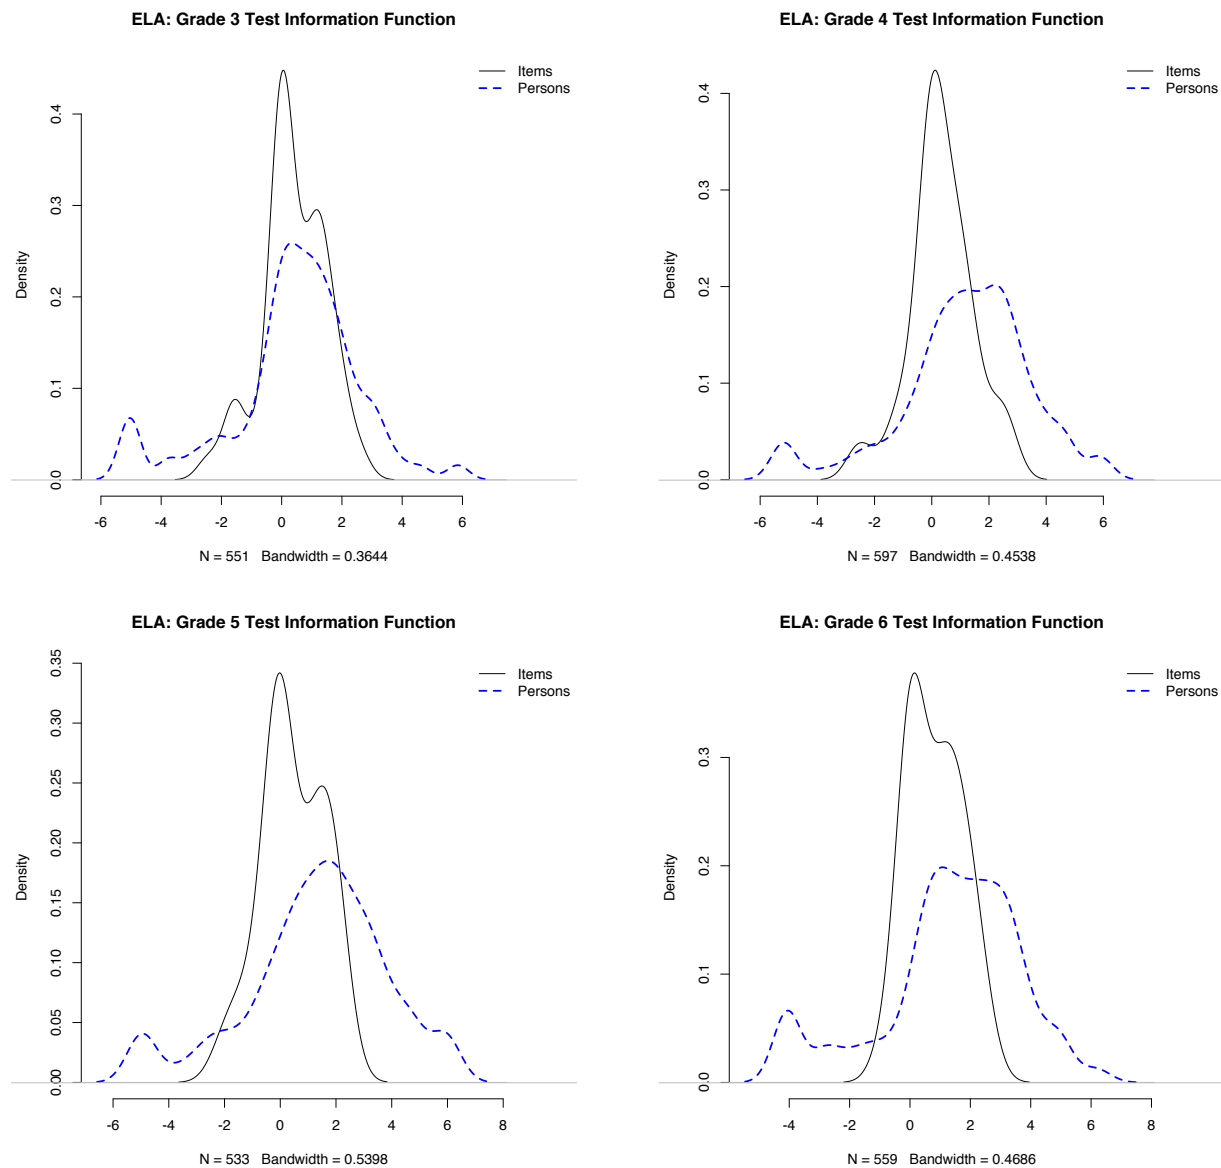 ELA: Grade 3 Test Information Function
Items
Persons
Density
0.0 0.1 0.2 0.3 0.4
-6 -4 -2 0 2 4 6
N = 551 Bandwidth = 0.3644
ELA: Grade 4 Test Information Function
Items
Persons
Density
0.0 0.1 0.2 0.3 0.4
-6 -4 -2 0 2 4 6
N = 597 Bandwidth = 0.4538
ELA: Grade 5 Test Information Function
Items
Persons
Density
0.00 0.05 0.10 0.15 0.20 0.25 0.30 0.35
-6 -4 -2 0 2 4 6 8
N = 533 Bandwidth = 0.5398
ELA: Grade 6 Test Information Function
Items
Persons
Density
0.0 0.1 0.2 0.3
-4 -2 0 2 4 6 8
N = 559 Bandwidth = 0.4686